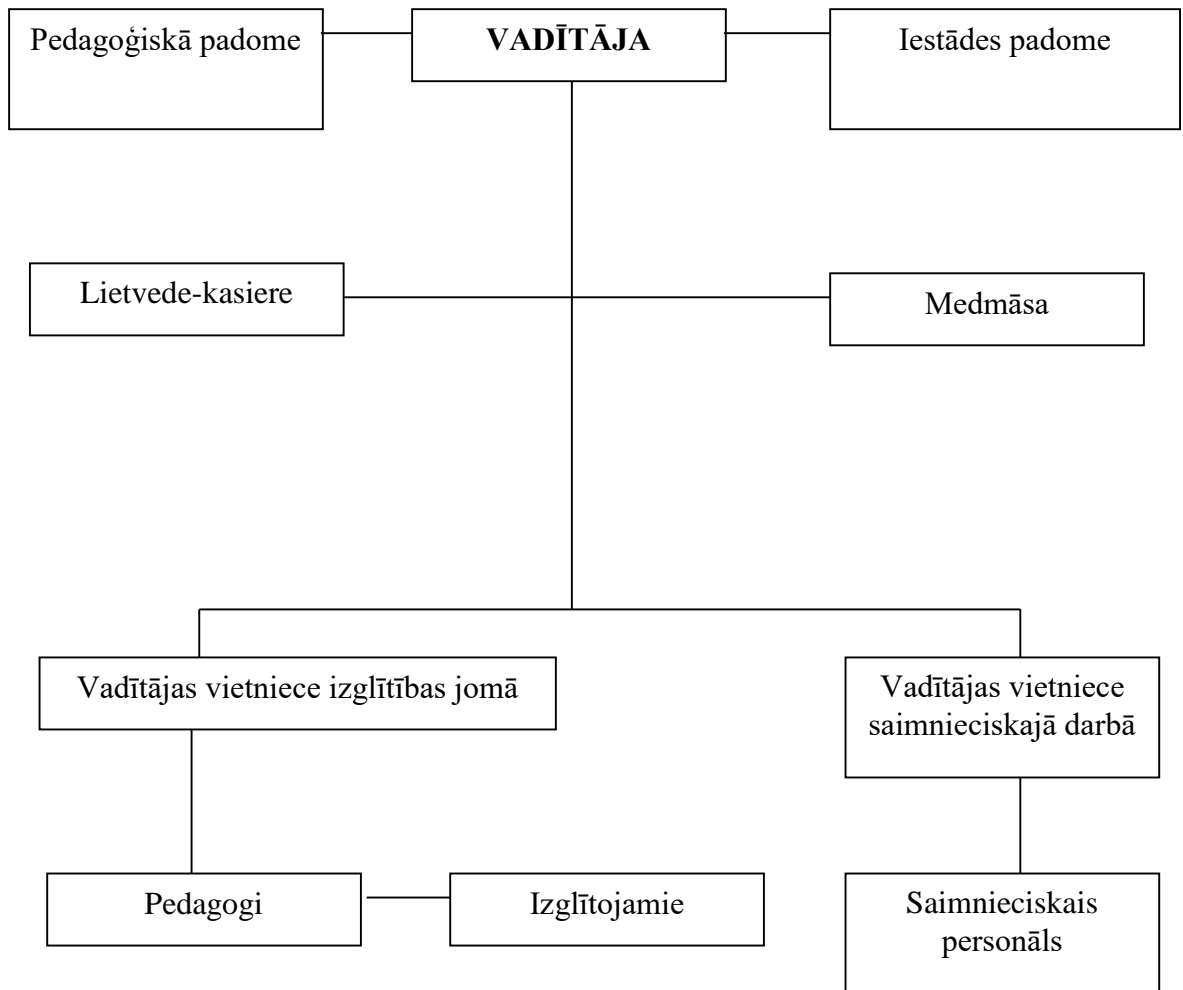 Pedagoģiskā padome
VADĪTĀJA
Iestādes padome
Lietvede-kasiere
Medmāsa
Vadītājas vietniece izglītības jomā
Vadītājas vietniece
saimnieciskajā darbā
Pedagogi
Izglītojamie
Saimnieciskais
personāls